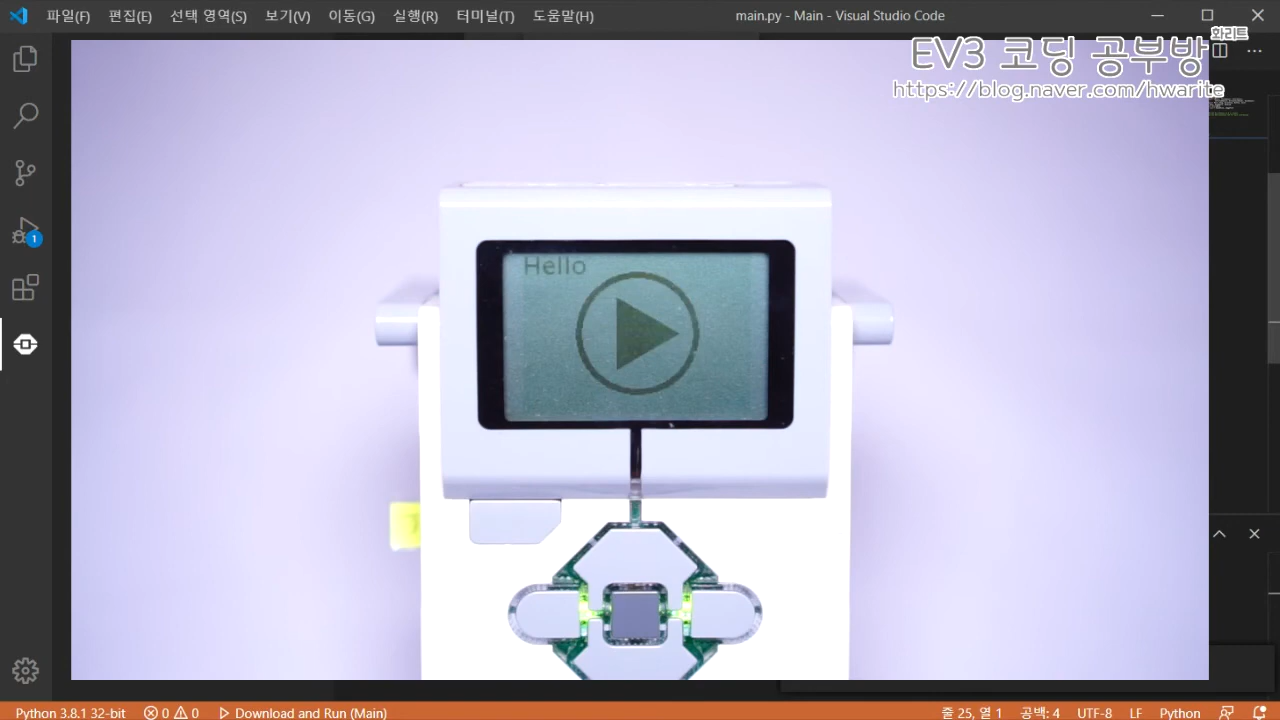 파일(F) 편집(E) 선택 영역(S) 보기(V) 이동(G) 실행(R) 터미널(T) 도움말(H) main.py - Main - Visual Studio Code
화리트
EV3 코딩 공부방
https://blog.naver.com/hwarite
1
Hello
Python 3.8.1 32-bit 0 0 Download and Run (Main) 줄 25, 열 1 공백: 4 UTF-8 LF Python